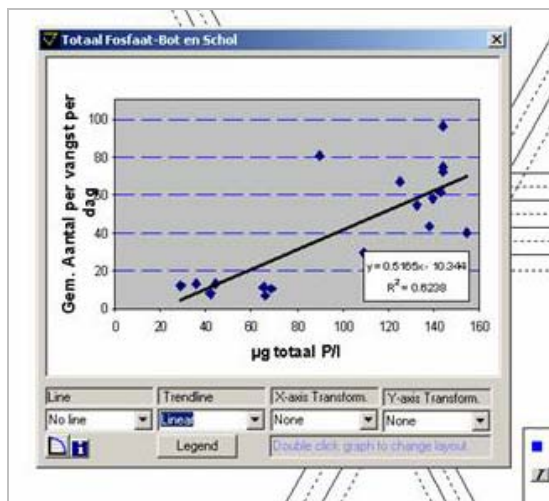 Totaal Fosfaat-Bot en Schol
Gem. Aantal per vangst per
dag
100
80
60
40
20
0
y = 0.5165x - 10.344
R² = 0.6238
0 20 40 60 80 100 120 140 160
µg totaal P/l
Line Trendline X-axis Transform. Y-axis Transform.
No line Linear None None
Legend Double click graph to change layout